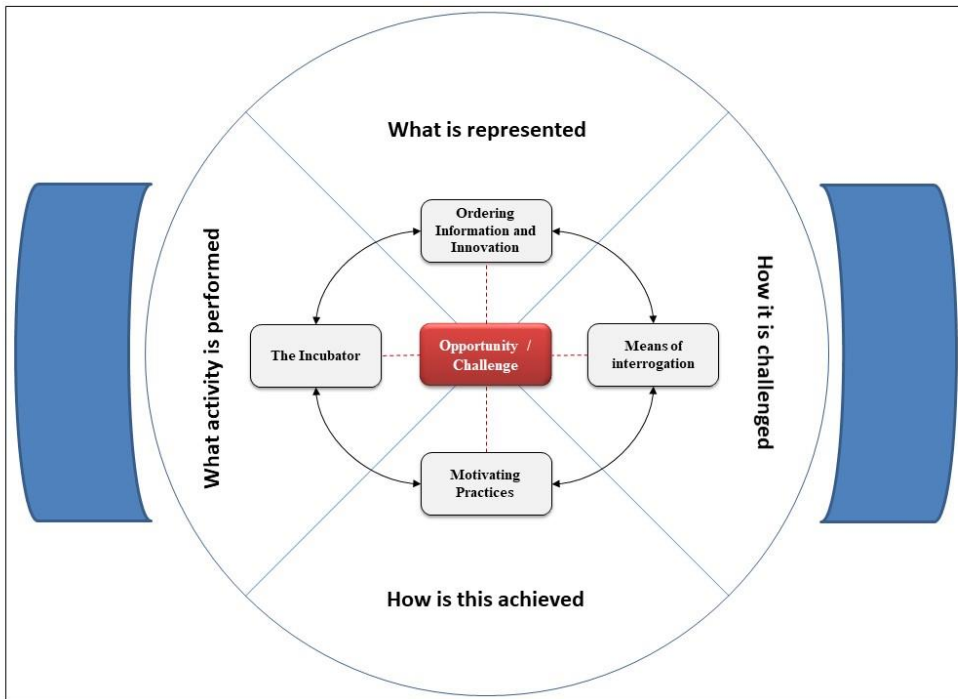 What is represented
Ordering
Information and
Innovation
What activity is performed
The Incubator
Opportunity /
Challenge
Means of
interrogation
How it is challenged
Motivating
Practices
How is this achieved